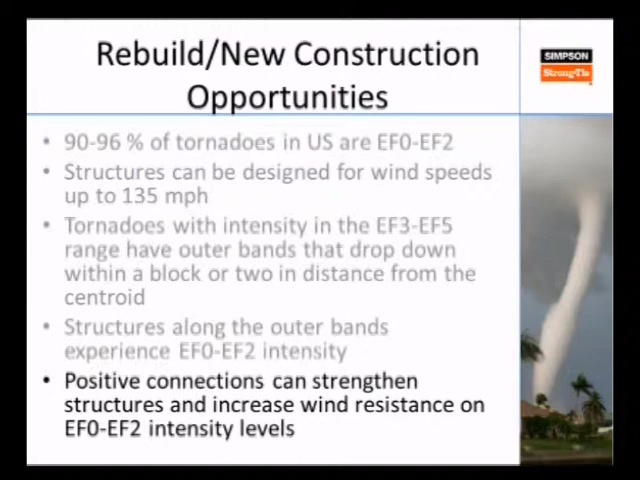 Rebuild/New Construction
Opportunities
SIMPSON
Strong-Tie
• 90-96 % of tornadoes in US are EF0-EF2
• Structures can be designed for wind speeds
up to 135 mph
• Tornadoes with intensity in the EF3-EF5
range have outer bands that drop down
within a block or two in distance from the
centroid
• Structures along the outer bands
experience EF0-EF2 intensity
• Positive connections can strengthen
structures and increase wind resistance on
EF0-EF2 intensity levels